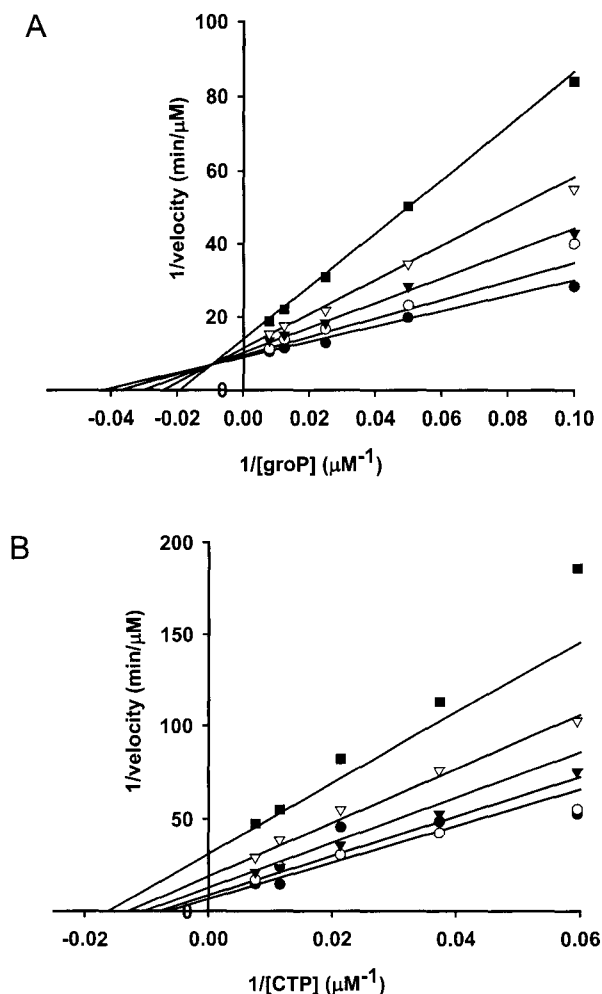 A
1/velocity (min/μM)
100
80
60
40
20
0
-0.04 -0.02 0.00 0.02 0.04 0.06 0.08 0.10
1/[groP] (μM⁻¹)
B
1/velocity (min/μM)
200
150
100
50
0
-0.02 0.00 0.02 0.04 0.06
1/[CTP] (μM⁻¹)